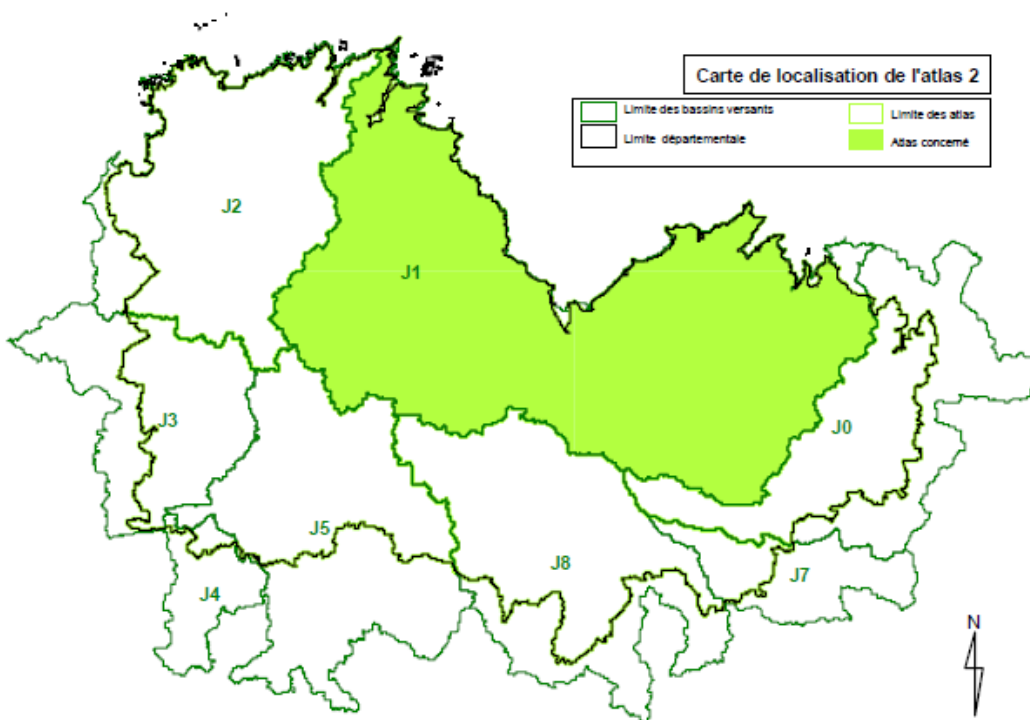 Carte de localisation de l'atlas 2
Limite des bassins versants
Limite des atlas
Limite départementale
Atlas concerné
J2
J1
J3
J0
J5
J8
J7
J4
N